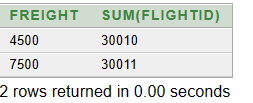 FREIGHT SUM(FLIGHTID)
4500 30010
7500 30011
2 rows returned in 0.00 seconds